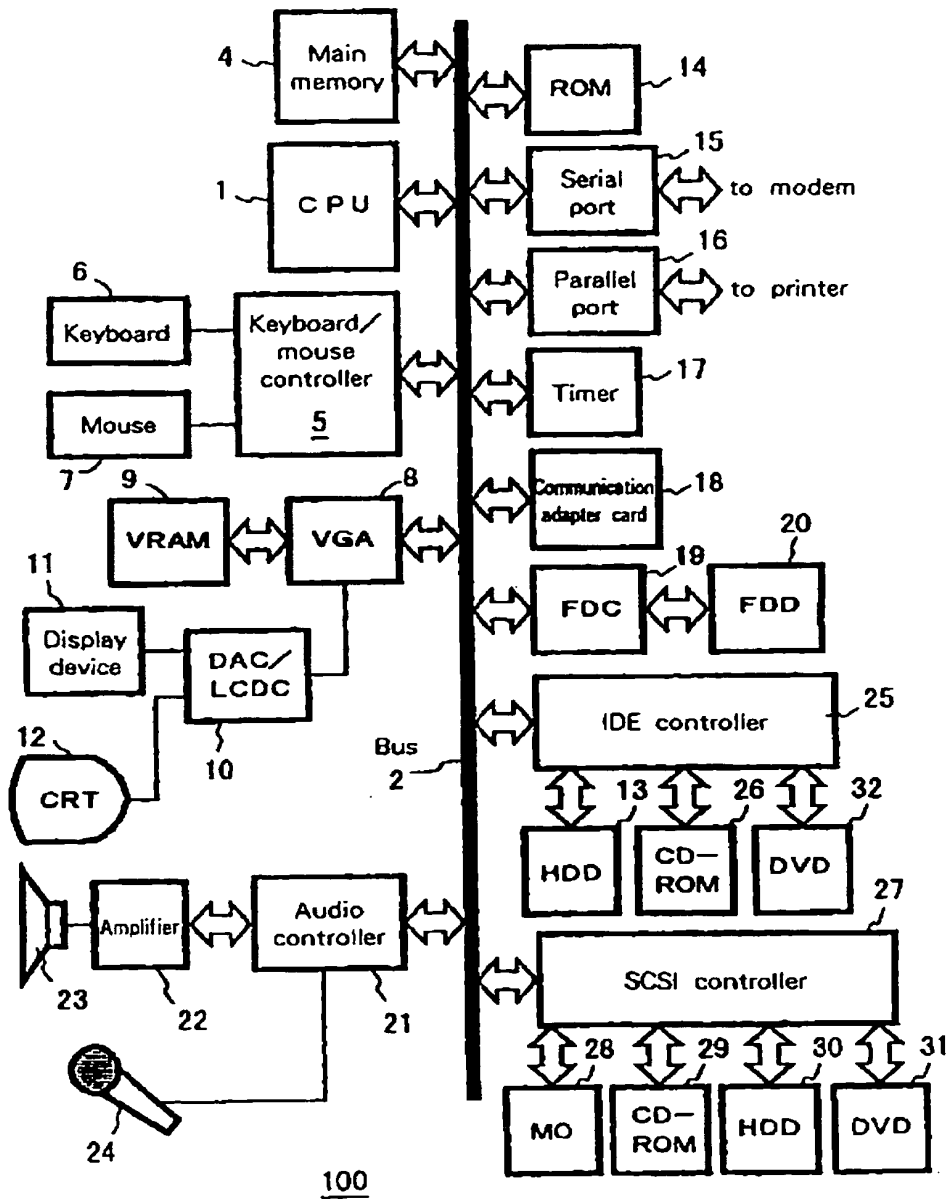 4
Main
memory
ROM
14
1
CPU
15
Serial
port
to modem
16
Parallel
port
to printer
6
Keyboard
Keyboard/
mouse
controller
5
Mouse
7
Timer
17
9
VRAM
8
VGA
Communication
adapter card
18
19
FDC
20
FDD
11
Display
device
DAC/
LCDC
10
IDE controller
25
12
CRT
Bus
2
13
HDD
26
CD-
ROM
32
DVD
23
Amplifier
22
Audio
controller
21
27
SCSI controller
24
28
MO
29
CD-
ROM
30
HDD
31
DVD
100